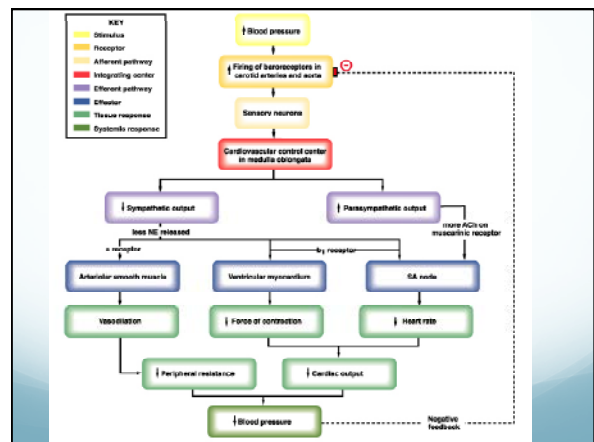 KEY
Stimulus
Receptor
Afferent pathway
Integrating center
Efferent pathway
Effector
Tissue response
Systemic response
↑ Blood pressure
↑ Firing of baroreceptors in
carotid arteries and aorta
Sensory neurons
Cardiovascular control center
in medulla oblongata
↓ Sympathetic output
↑ Parasympathetic output
less NE released
more ACh on
muscarinic receptor
receptor
receptor
Arteriolar smooth muscle
Ventricular myocardium
SA node
Vasodilation
↓ Force of contraction
↓ Heart rate
↓ Peripheral resistance
↓ Cardiac output
↓ Blood pressure
Negative
feedback